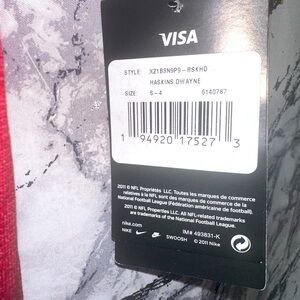 VISA
STYLE: XZ1B3N9P9-RSKHD
HASKINS DWAYNE
SIZE: S-4 6140787
1 94920 17527 3
2011 © NFL Propriétés LLC. Toutes les marques de commerce
relatives à la NFL sont des marques de commerce de la
National Football League (Fédération américaine de football).
2011 © NFL Properties LLC. All NFL-related trademarks
are trademarks of the National Football League.
nike.com IM# 493831-K
NIKE SWOOSH © 2011 Nike